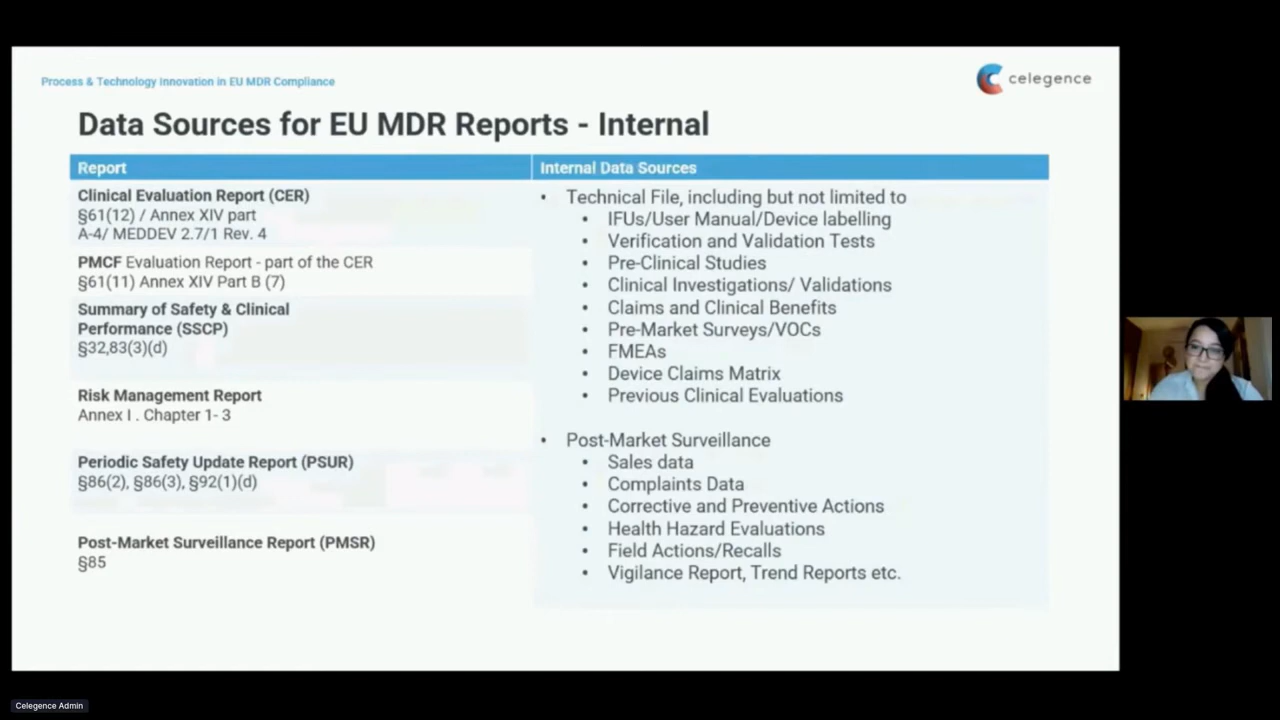 Process & Technology Innovation in EU MDR Compliance
celegence
Data Sources for EU MDR Reports - Internal
Report
Internal Data Sources
Clinical Evaluation Report (CER)
§61(12) / Annex XIV part
A-4/ MEDDEV 2.7/1 Rev. 4
PMCF Evaluation Report - part of the CER
§61(11) Annex XIV Part B (7)
Summary of Safety & Clinical
Performance (SSCP)
§32,83(3)(d)
Risk Management Report
Annex I . Chapter 1- 3
Periodic Safety Update Report (PSUR)
§86(2), §86(3), §92(1)(d)
Post-Market Surveillance Report (PMSR)
§85
• Technical File, including but not limited to
• IFUs/User Manual/Device labelling
• Verification and Validation Tests
• Pre-Clinical Studies
• Clinical Investigations/ Validations
• Claims and Clinical Benefits
• Pre-Market Surveys/VOCs
• FMEAs
• Device Claims Matrix
• Previous Clinical Evaluations
• Post-Market Surveillance
• Sales data
• Complaints Data
• Corrective and Preventive Actions
• Health Hazard Evaluations
• Field Actions/Recalls
• Vigilance Report, Trend Reports etc.
Celegence Admin